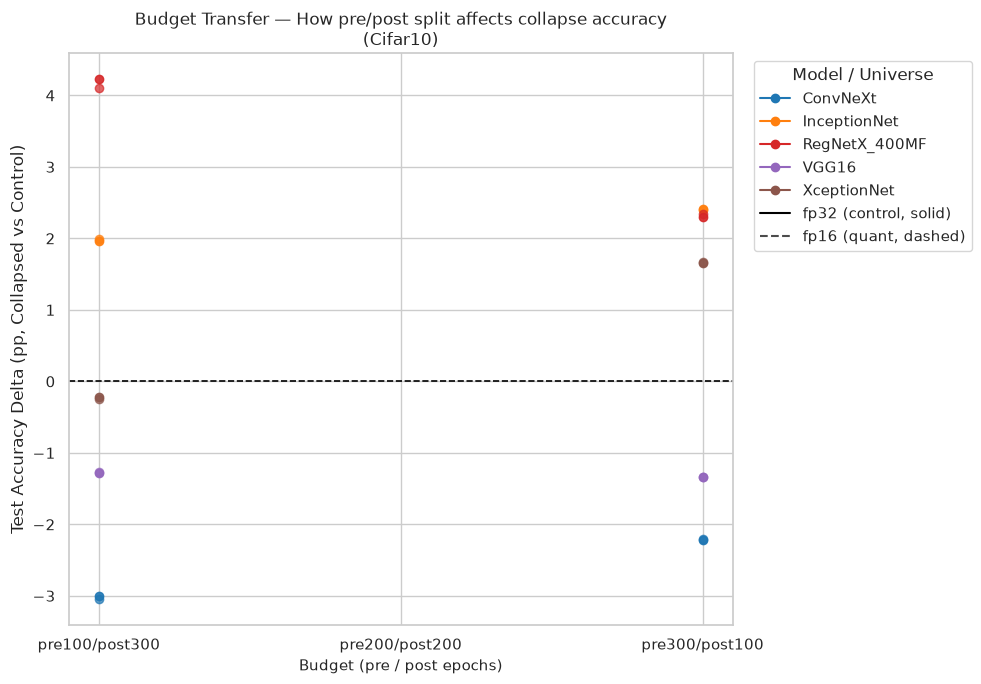 Budget Transfer — How pre/post split affects collapse accuracy
(Cifar10)
Test Accuracy Delta (pp, Collapsed vs Control)
4
3
2
1
0
−1
−2
−3
pre100/post300
pre200/post200
pre300/post100
Budget (pre / post epochs)
Model / Universe
ConvNeXt
InceptionNet
RegNetX_400MF
VGG16
XceptionNet
fp32 (control, solid)
fp16 (quant, dashed)